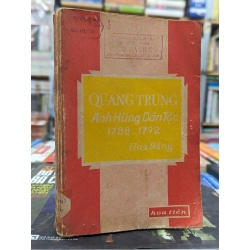 QUANG TRUNG
Anh Hùng Dân Tộc
1788 - 1792
Hoa Bằng
hoa tiên